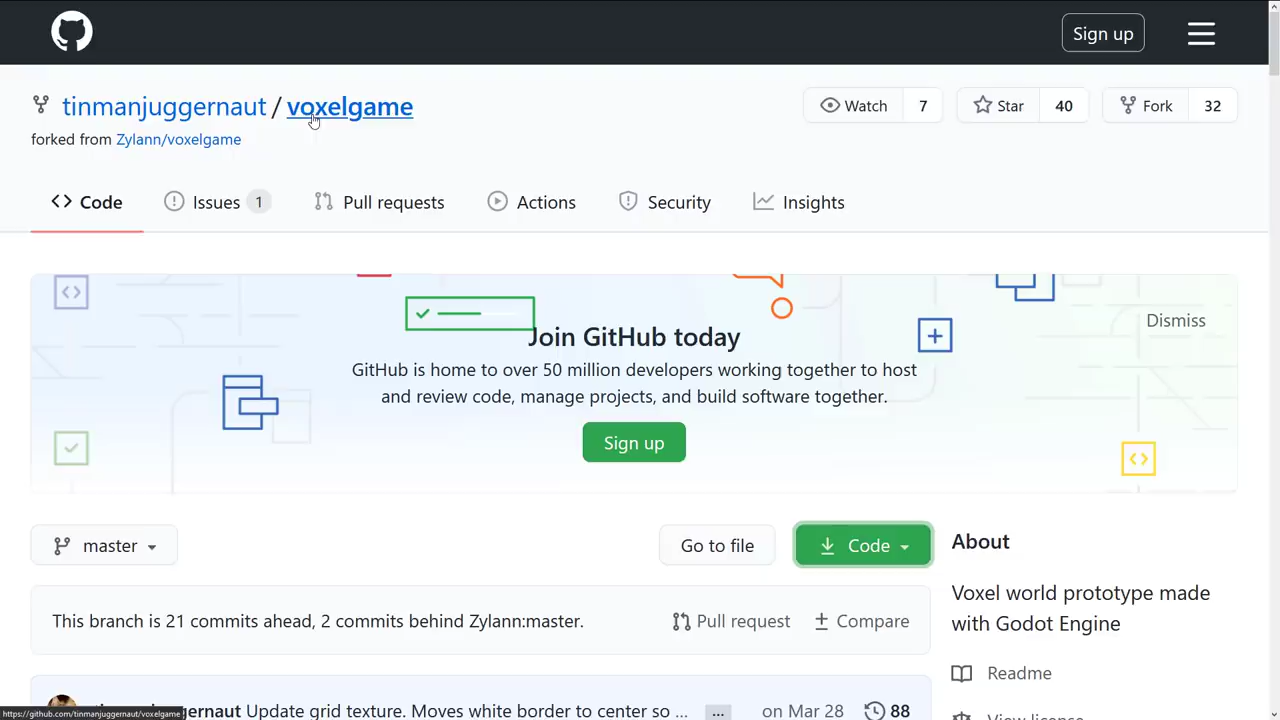 Sign up
tinmanjuggernaut / voxelgame
Watch 7 Star 40 Fork 32
forked from Zylann/voxelgame
Code Issues 1 Pull requests Actions Security Insights
Join GitHub today
Dismiss
GitHub is home to over 50 million developers working together to host
and review code, manage projects, and build software together.
Sign up
master Go to file Code About
Voxel world prototype made
with Godot Engine
This branch is 21 commits ahead, 2 commits behind Zylann:master. Pull request Compare
Readme
Update grid texture. Moves white border to center so ... ... on Mar 28 88
View license
https://github.com/tinmanjuggernaut/voxelgame